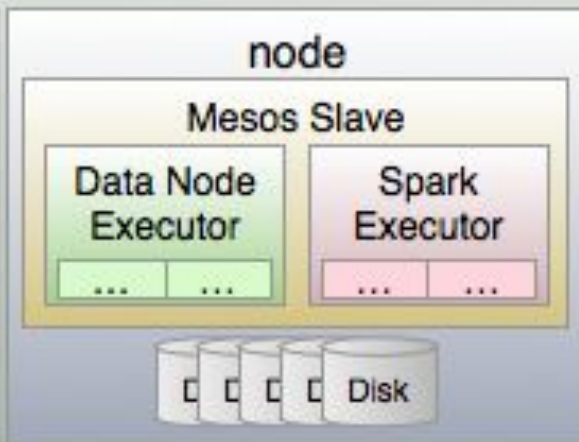 node
Mesos Slave
Data Node
Executor
... ...
Spark
Executor
... ...
D D D D Disk